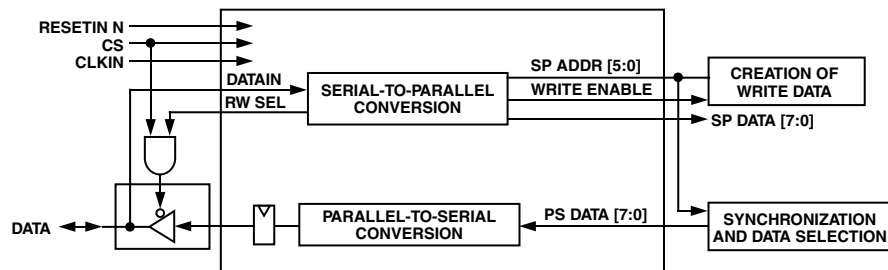 RESETIN N
CS
CLKIN
DATAIN
RW SEL
SERIAL-TO-PARALLEL
CONVERSION
SP ADDR [5:0]
WRITE ENABLE
SP DATA [7:0]
CREATION OF
WRITE DATA
DATA
PARALLEL-TO-SERIAL
CONVERSION
PS DATA [7:0]
SYNCHRONIZATION
AND DATA SELECTION